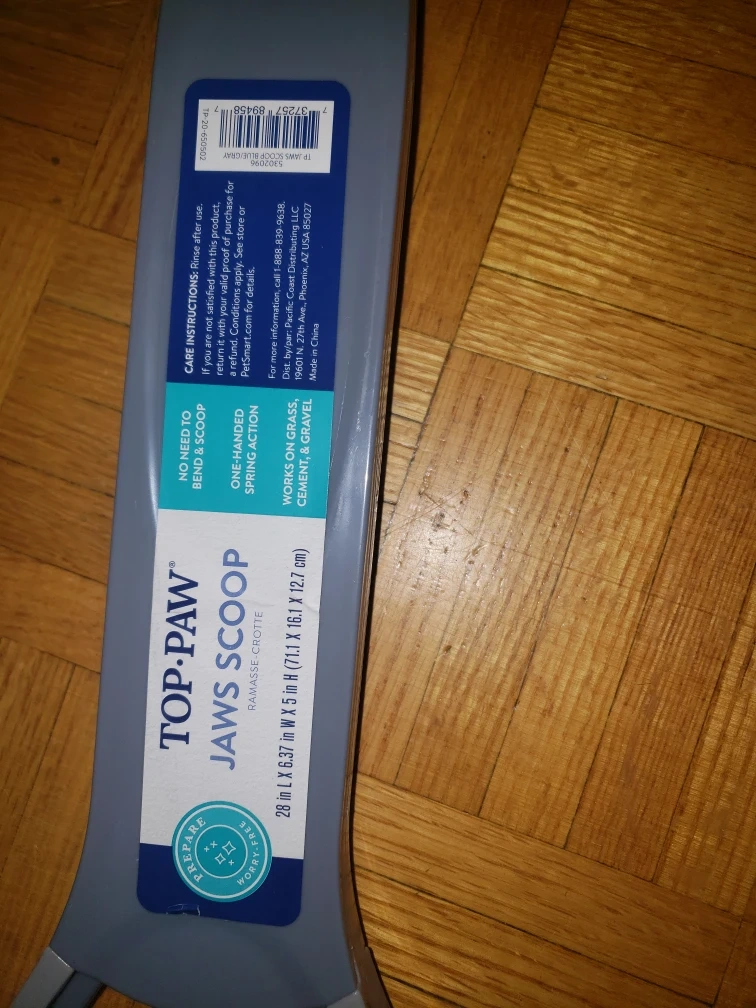 PREPARE
WORRY-FREE
TOP·PAW®
JAWS SCOOP
RAMASSE-CROTTE
28 in L X 6.37 in W X 5 in H (71.1 X 16.1 X 12.7 cm)
NO NEED TO
BEND & SCOOP
ONE-HANDED
SPRING ACTION
WORKS ON GRASS,
CEMENT, & GRAVEL
CARE INSTRUCTIONS: Rinse after use.
If you are not satisfied with this product,
return it with your valid proof of purchase for
a refund. Conditions apply. See store or
PetSmart.com for details.
For more information, call 1-888-839-9638.
Dist. by/par: Pacific Coast Distributing LLC
19601 N. 27th Ave., Phoenix, AZ USA 85027
Made in China
TP-20-650502
5302096
TP JAWS SCOOP BLUE/GRAY
7 37257 89458 7